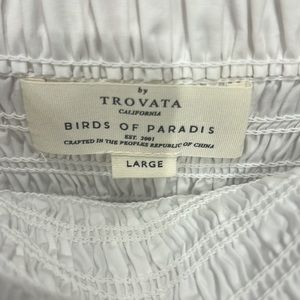 by
TROVATA
CALIFORNIA
BIRDS OF PARADIS
EST. 2001
CRAFTED IN THE PEOPLES REPUBLIC OF CHINA
LARGE